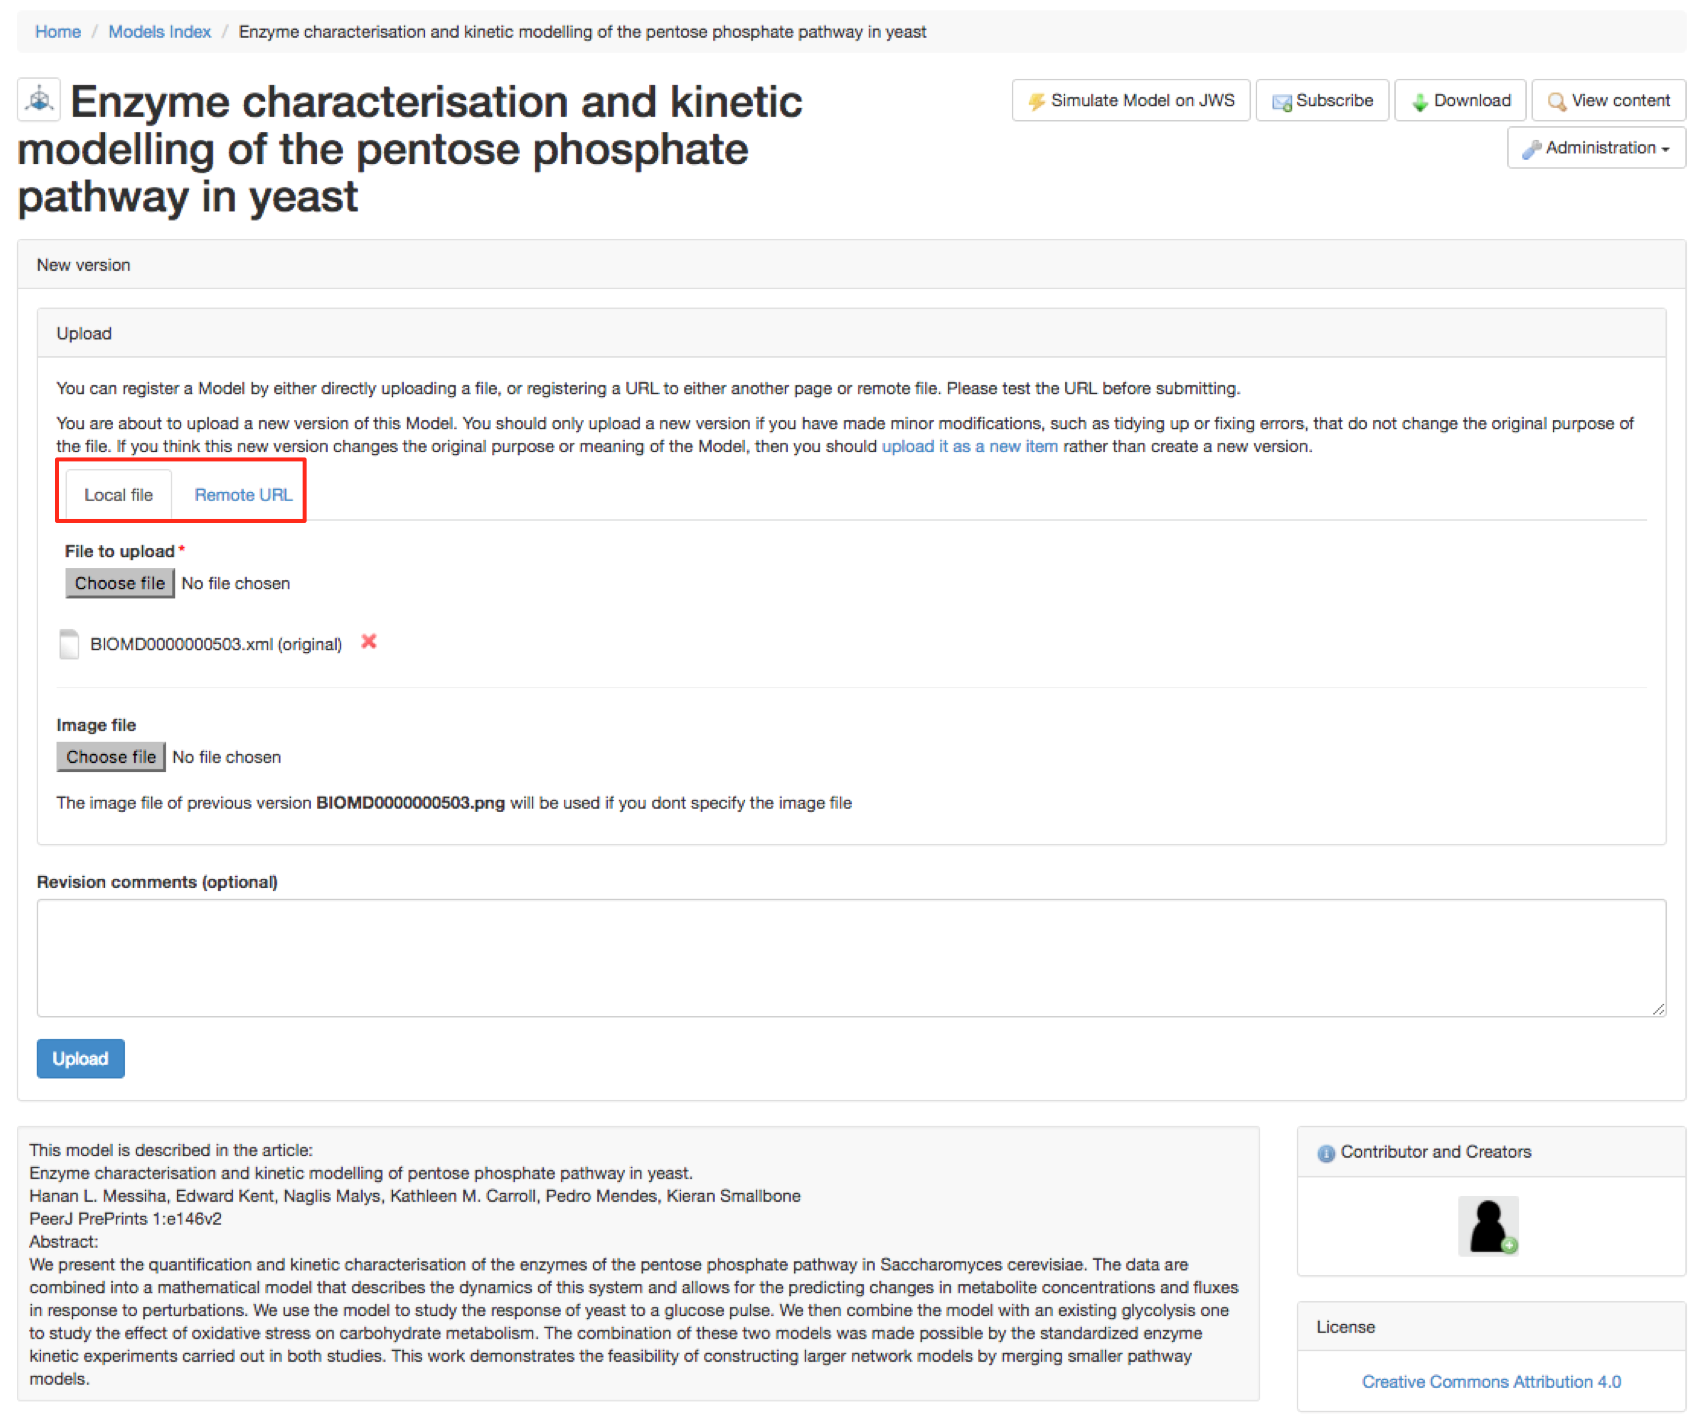 Home / Models Index / Enzyme characterisation and kinetic modelling of the pentose phosphate pathway in yeast
Enzyme characterisation and kinetic
modelling of the pentose phosphate
pathway in yeast
Simulate Model on JWS
Subscribe
Download
View content
Administration
New version
Upload
You can register a Model by either directly uploading a file, or registering a URL to either another page or remote file. Please test the URL before submitting.
You are about to upload a new version of this Model. You should only upload a new version if you have made minor modifications, such as tidying up or fixing errors, that do not change the original purpose of
the file. If you think this new version changes the original purpose or meaning of the Model, then you should upload it as a new item rather than create a new version.
Local file
Remote URL
File to upload *
Choose file No file chosen
BIOMD0000000503.xml (original)
Image file
Choose file No file chosen
The image file of previous version BIOMD0000000503.png will be used if you dont specify the image file
Revision comments (optional)
Upload
This model is described in the article:
Enzyme characterisation and kinetic modelling of pentose phosphate pathway in yeast.
Hanan L. Messiha, Edward Kent, Naglis Malys, Kathleen M. Carroll, Pedro Mendes, Kieran Smallbone
PeerJ PrePrints 1:e146v2
Abstract:
We present the quantification and kinetic characterisation of the enzymes of the pentose phosphate pathway in Saccharomyces cerevisiae. The data are
combined into a mathematical model that describes the dynamics of this system and allows for the predicting changes in metabolite concentrations and fluxes
in response to perturbations. We use the model to study the response of yeast to a glucose pulse. We then combine the model with an existing glycolysis one
to study the effect of oxidative stress on carbohydrate metabolism. The combination of these two models was made possible by the standardized enzyme
kinetic experiments carried out in both studies. This work demonstrates the feasibility of constructing larger network models by merging smaller pathway
models.
Contributor and Creators
License
Creative Commons Attribution 4.0